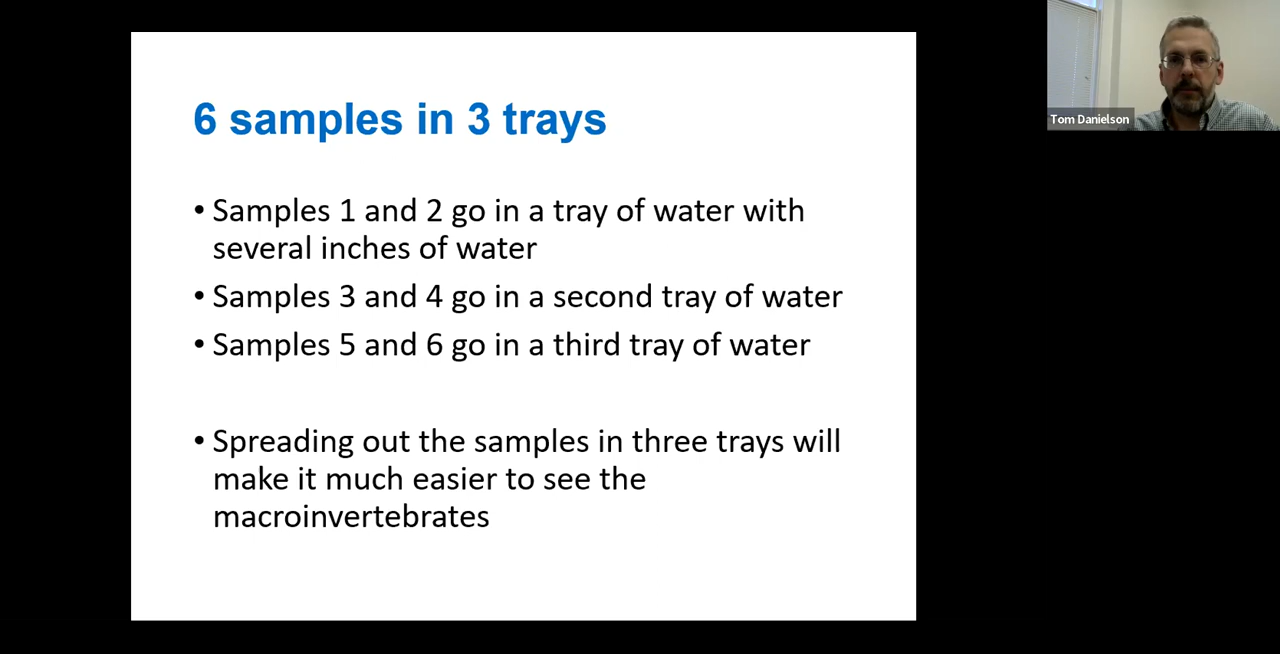 6 samples in 3 trays
• Samples 1 and 2 go in a tray of water with
several inches of water
• Samples 3 and 4 go in a second tray of water
• Samples 5 and 6 go in a third tray of water
• Spreading out the samples in three trays will
make it much easier to see the
macroinvertebrates
Tom Danielson